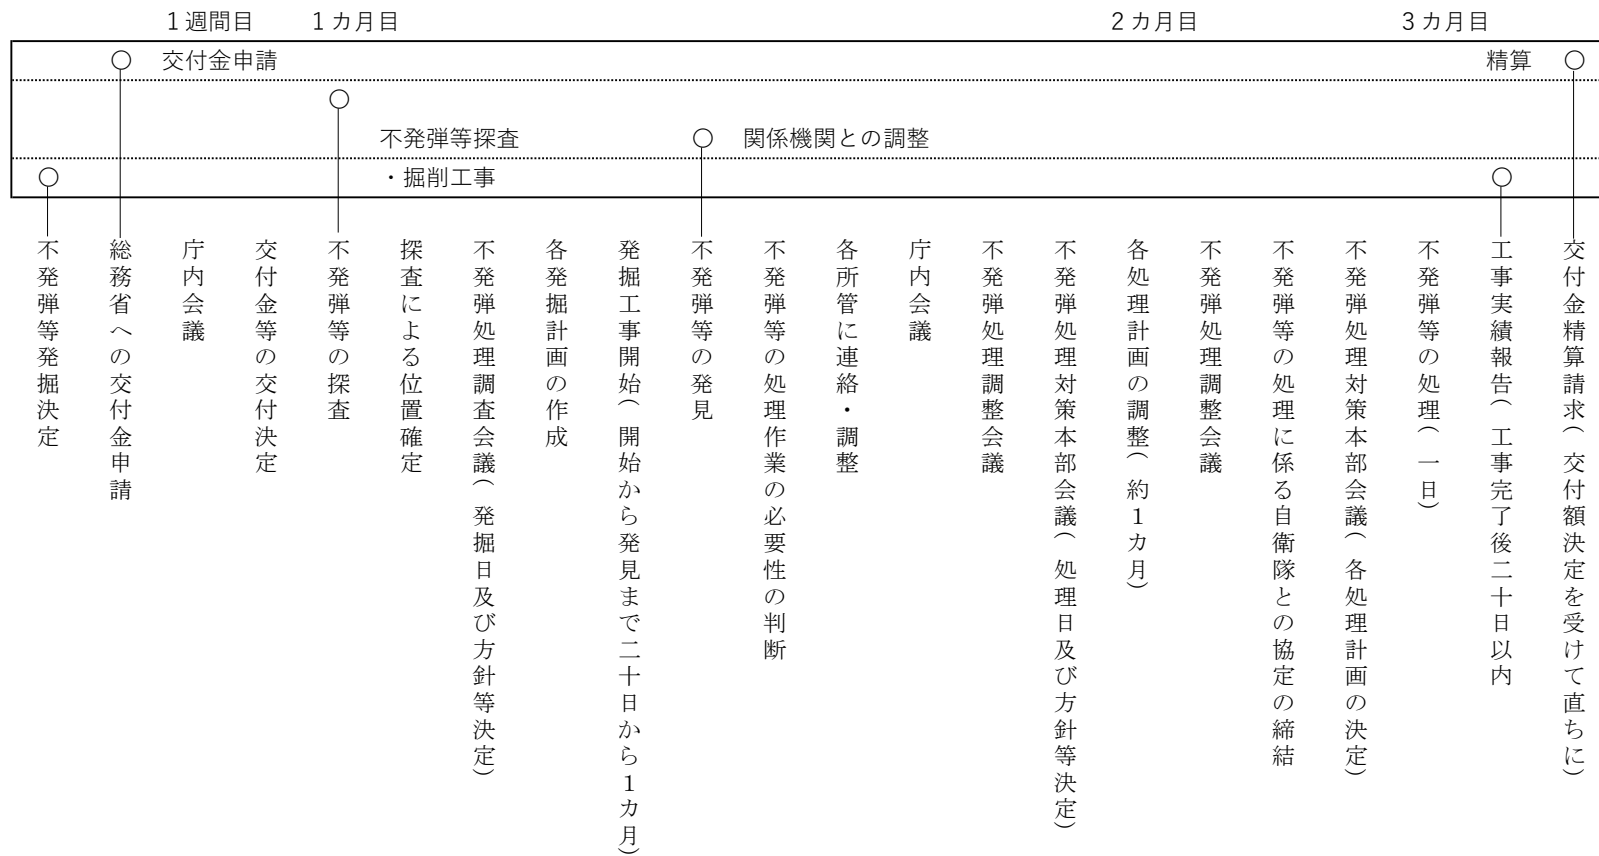 １週間目
１カ月目
２カ月目
３カ月目
交付金申請
精算
不発弾等探査
関係機関との調整
・掘削工事
不発弾等発掘決定
総務省への交付金申請
庁内会議
交付金等の交付決定
不発弾等の探査
探査による位置確定
不発弾処理調査会議（発掘日及び方針等決定）
各発掘計画の作成
発掘工事開始（開始から発見まで二十日から１カ月）
不発弾等の発見
不発弾等の処理作業の必要性の判断
各所管に連絡・調整
庁内会議
不発弾処理調整会議
不発弾処理対策本部会議（処理日及び方針等決定）
各処理計画の調整（約１カ月）
不発弾処理調整会議
不発弾等の処理に係る自衛隊との協定の締結
不発弾処理対策本部会議（各処理計画の決定）
不発弾等の処理（一日）
工事実績報告（工事完了後二十日以内
交付金精算請求（交付額決定を受けて直ちに）